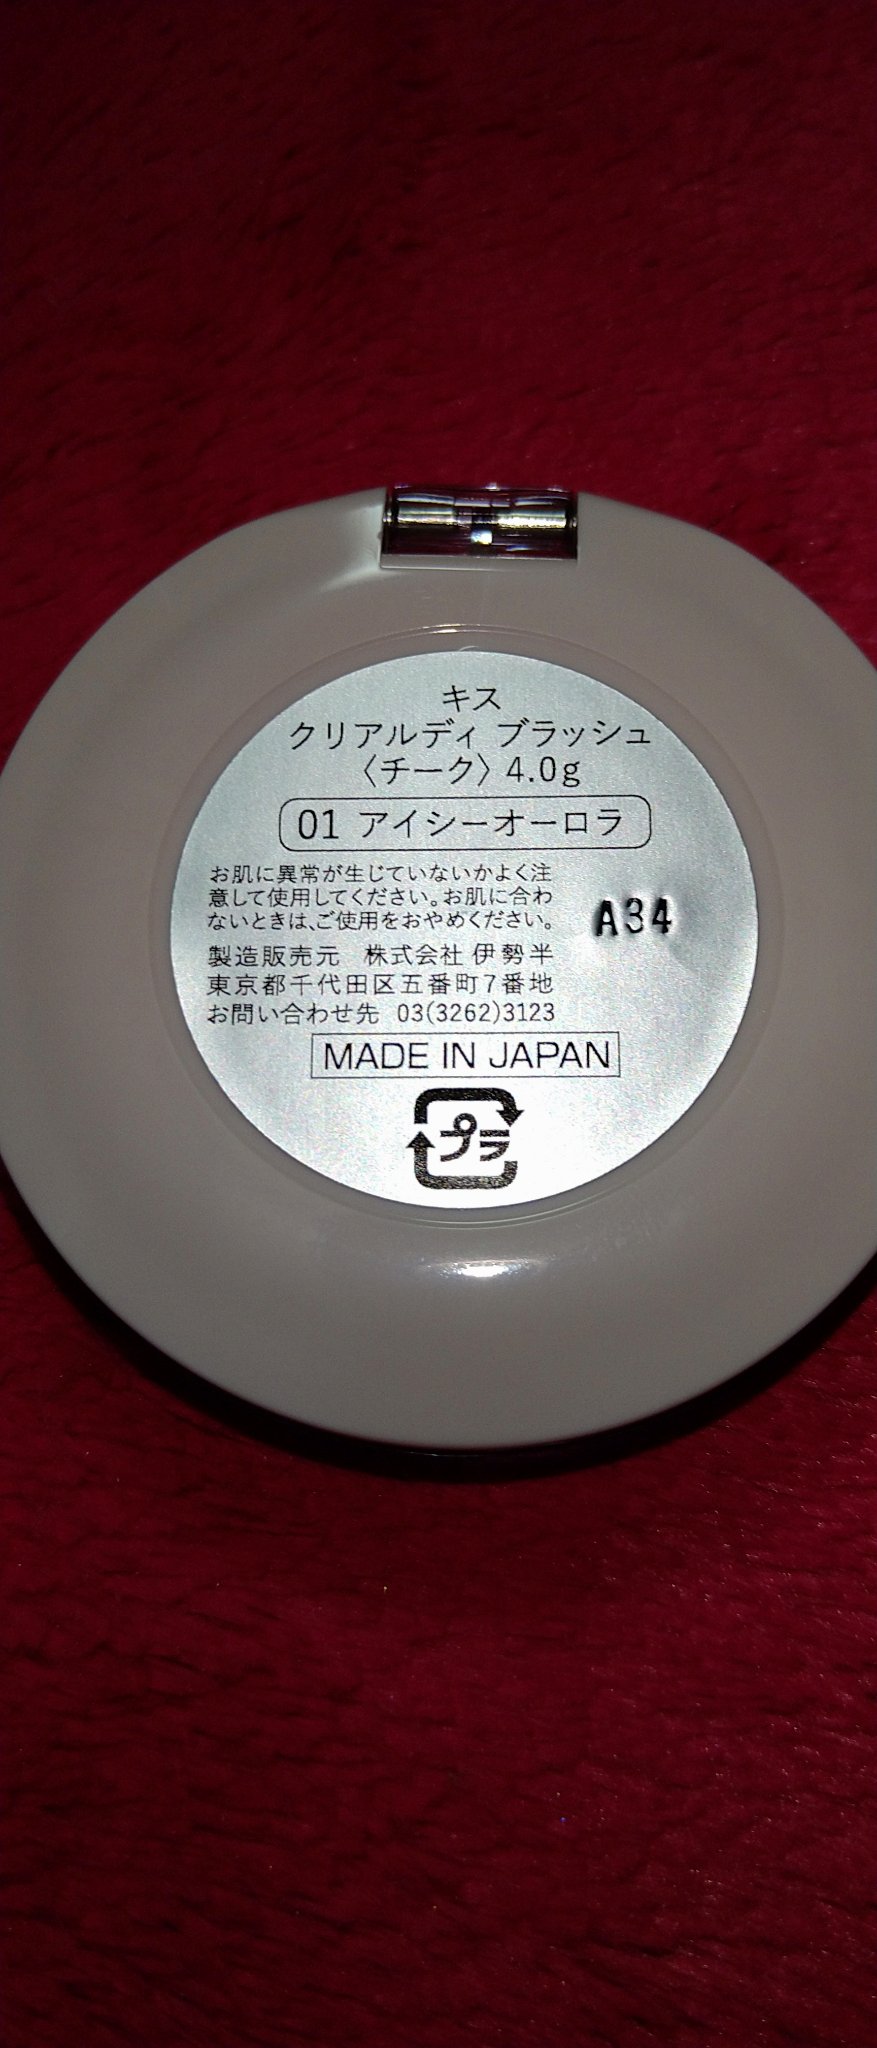 キス
クリアルディ ブラッシュ
〈チーク〉4.0g
01 アイシーオーロラ
お肌に異常が生じていないかよく注
意して使用してください。お肌に合わ
ないときは、ご使用をおやめください。
A34
製造販売元 株式会社 伊勢半
東京都千代田区五番町7番地
お問い合わせ先 03(3262)3123
MADE IN JAPAN
プラ